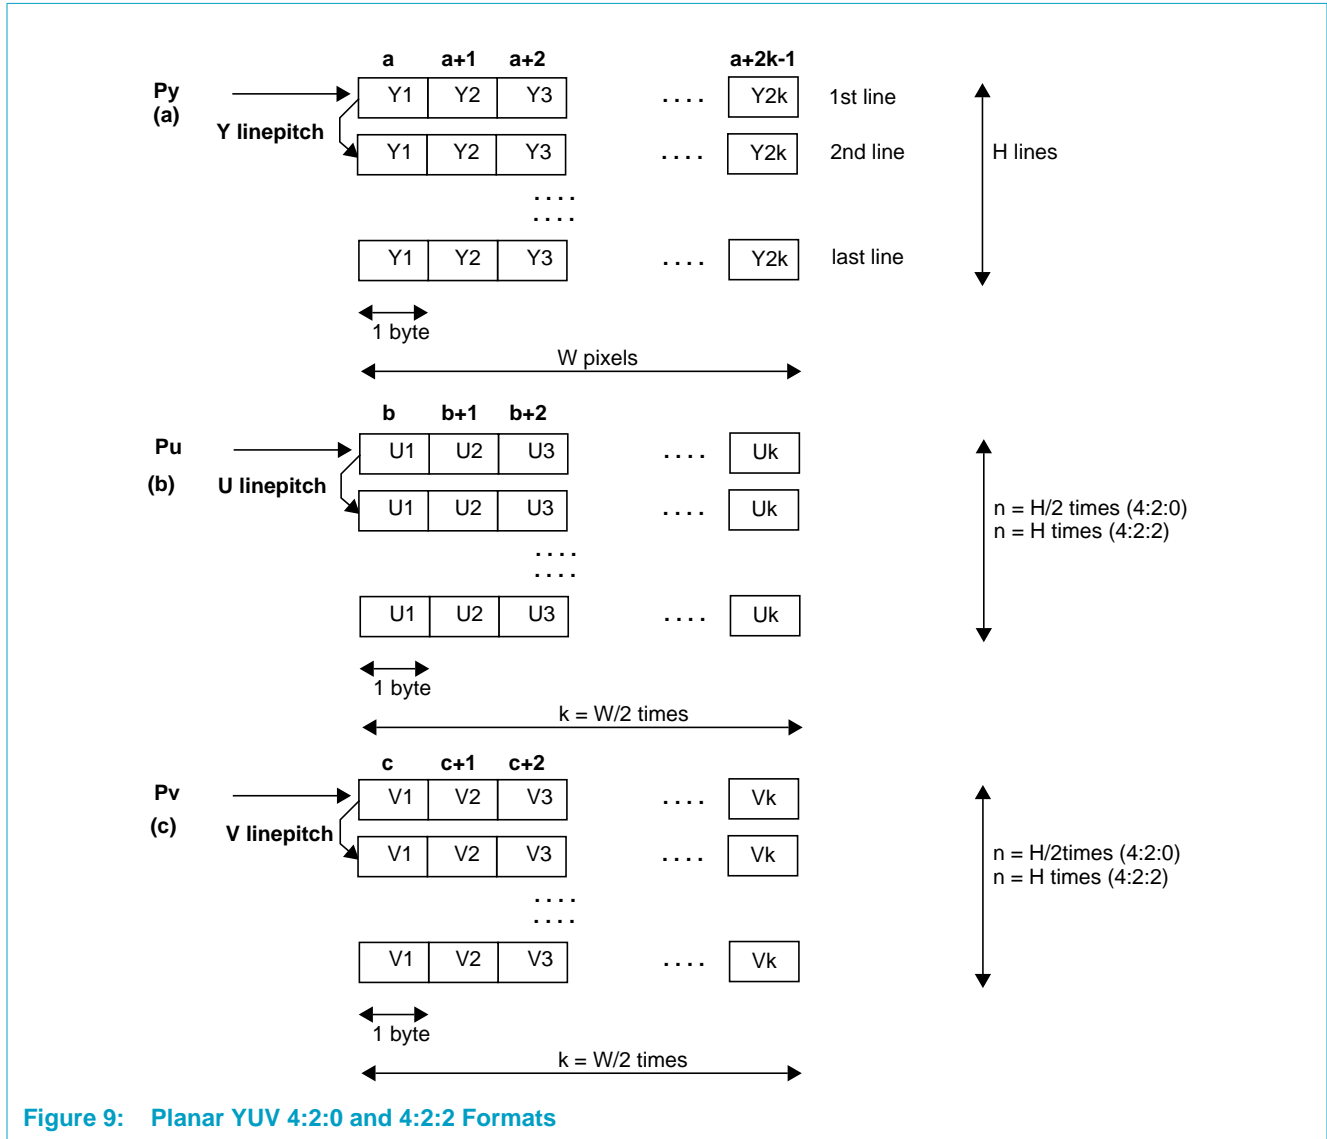 a a+1 a+2 a+2k-1
Py Y1 Y2 Y3 .... Y2k 1st line
(a)
Y linepitch
Y1 Y2 Y3 .... Y2k 2nd line H lines
....
....
Y1 Y2 Y3 .... Y2k last line
1 byte
W pixels
b b+1 b+2
Pu U1 U2 U3 .... Uk
(b) U linepitch
U1 U2 U3 .... Uk n = H/2 times (4:2:0)
n = H times (4:2:2)
....
....
U1 U2 U3 .... Uk
1 byte
k = W/2 times
c c+1 c+2
Pv V1 V2 V3 .... Vk
(c) V linepitch
V1 V2 V3 .... Vk n = H/2times (4:2:0)
n = H times (4:2:2)
....
....
V1 V2 V3 .... Vk
1 byte
k = W/2 times
Figure 9: Planar YUV 4:2:0 and 4:2:2 Formats